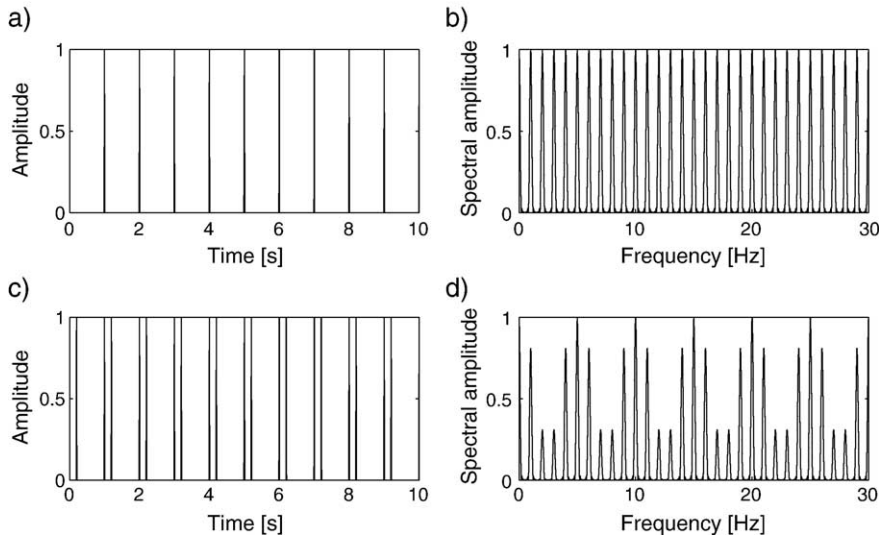 a)
1
0.5
0
Amplitude
0 2 4 6 8 10
Time [s]
b)
1
0.5
0
Spectral amplitude
0 10 20 30
Frequency [Hz]
c)
1
0.5
0
Amplitude
0 2 4 6 8 10
Time [s]
d)
1
0.5
0
Spectral amplitude
0 10 20 30
Frequency [Hz]